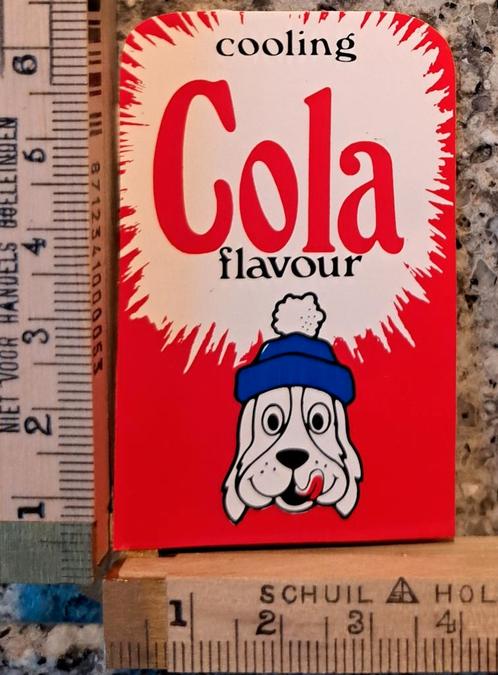 cooling
Cola
flavour
6
5
4
3
2
1
NIET VOOR HANDELS DOELEINDEN
8712341000053
SCHUIL HOL
1 2 3 4